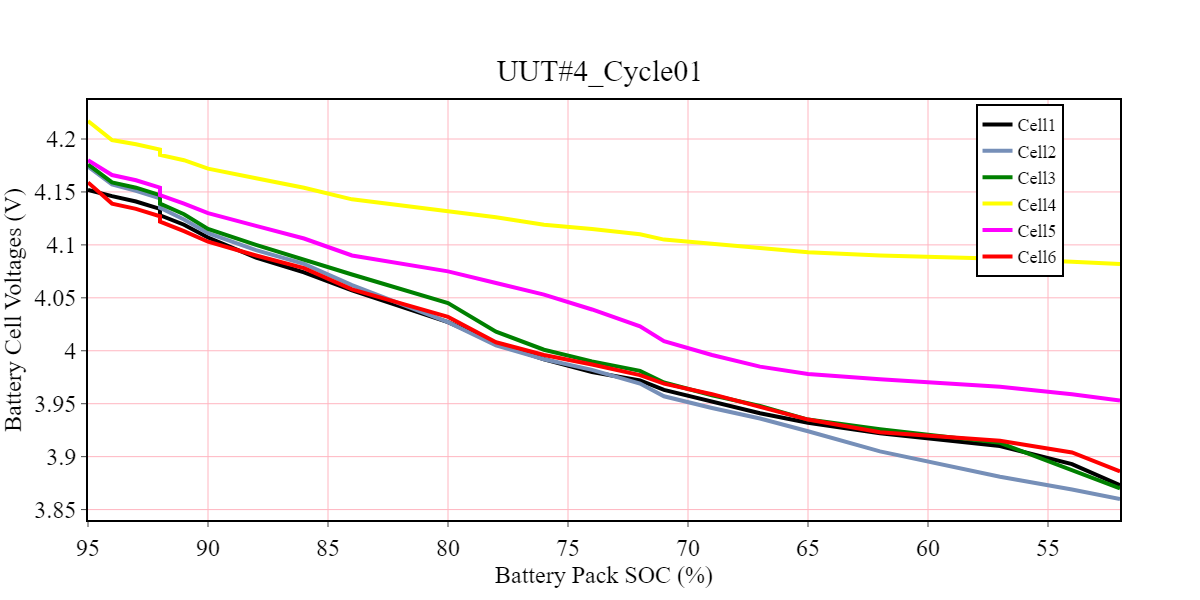 UUT#4_Cycle01
Cell1
Cell2
Cell3
Cell4
Cell5
Cell6
Battery Cell Voltages (V)
4.2
4.15
4.1
4.05
4
3.95
3.9
3.85
95 90 85 80 75 70 65 60 55
Battery Pack SOC (%)